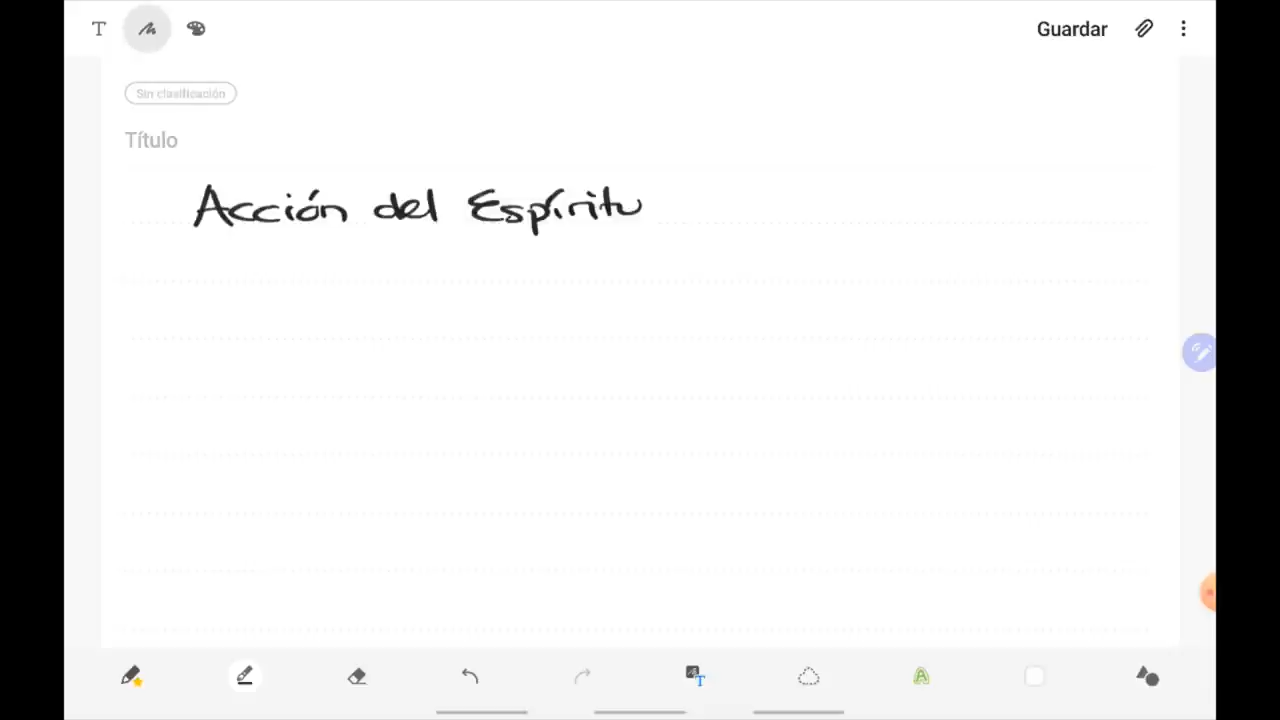 T Guardar
Sin clasificación
Título
Acción del Espíritu
T
A